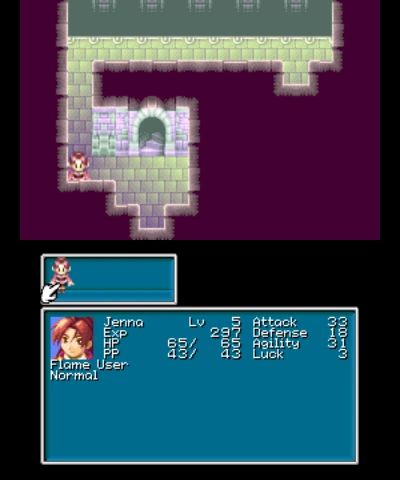 Jenna Lv 5 Attack 33
Exp 297 Defense 18
HP 65/ 65 Agility 31
PP 43/ 43 Luck 3
Flame User
Normal